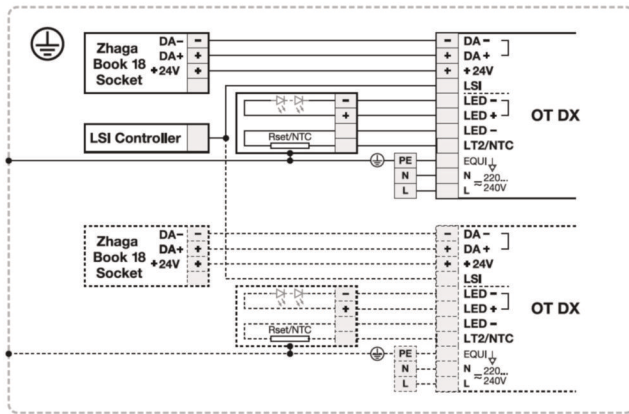 Zhaga
Book 18
Socket
DA−
DA+
+24V
−
+
+
−
+
+
DA −
DA +
+ 24V
LSI
LED −
LED +
LED −
LT2/NTC
EQUI
N
L
≂ 220...
240V
OT DX
LSI Controller
−
+
Rset/NTC
PE
N
L
Zhaga
Book 18
Socket
DA−
DA+
+24V
−
+
+
−
+
+
DA −
DA +
+ 24V
LSI
LED −
LED +
LED −
LT2/NTC
EQUI
N
L
≂ 220...
240V
OT DX
−
+
Rset/NTC
PE
N
L